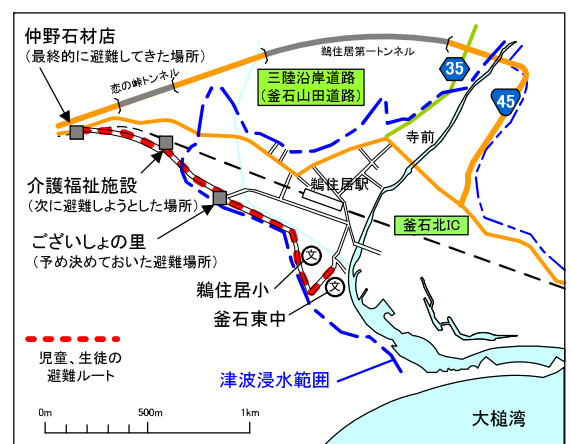 仲野石材店
（最終的に避難してきた場所）
鵜住居第一トンネル
恋の峠トンネル
三陸沿岸道路
（釜石山田道路）
35
45
寺前
介護福祉施設
（次に避難しようとした場所）
鵜住居駅
釜石北IC
ございしょの里
（予め決めておいた避難場所）
文
鵜住居小
文
釜石東中
児童、生徒の
避難ルート
津波浸水範囲
0m
500m
1km
大槌湾